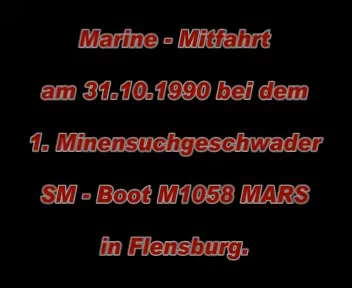 Marine - Mitfahrt
am 31.10.1990 bei dem
1. Minensuchgeschwader
SM - Boot M1058 MARS
in Flensburg.